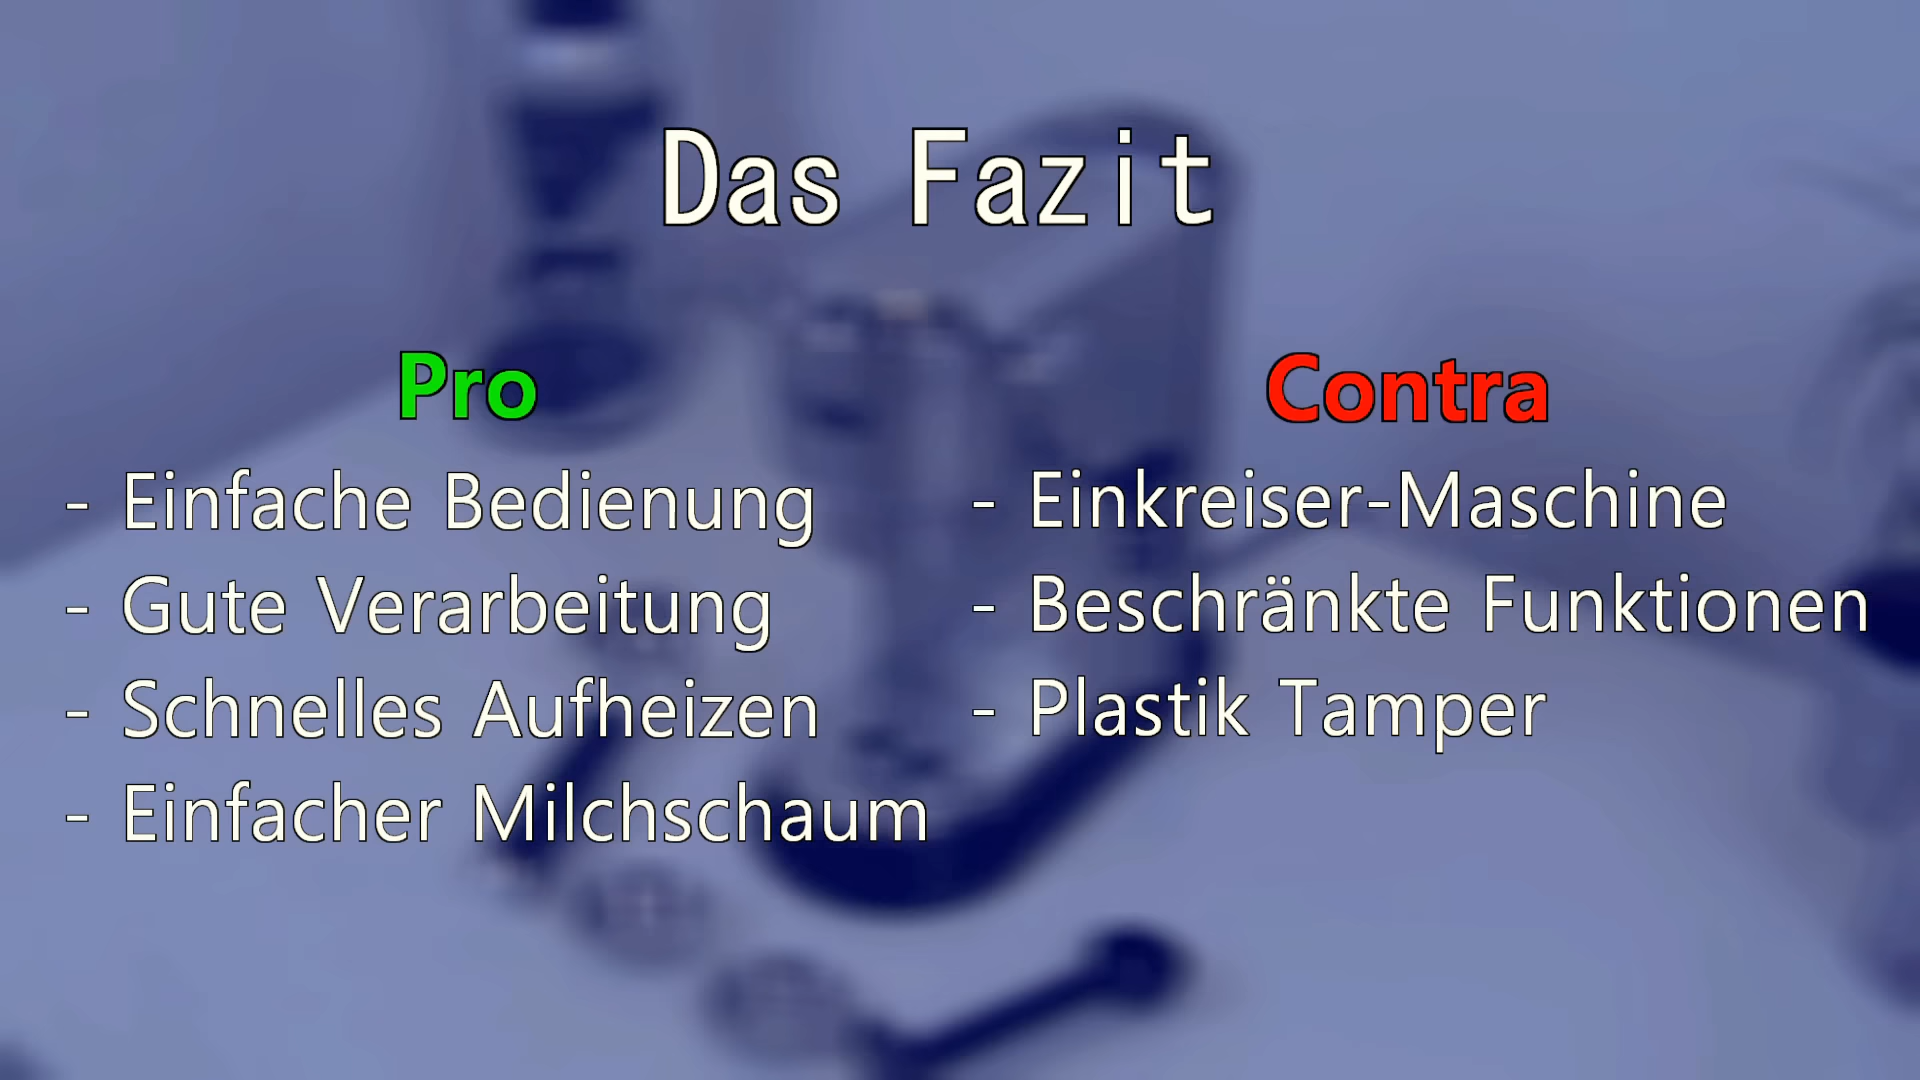 Das Fazit
Pro
- Einfache Bedienung
- Gute Verarbeitung
- Schnelles Aufheizen
- Einfacher Milchschaum
Contra
- Einkreiser-Maschine
- Beschränkte Funktionen
- Plastik Tamper